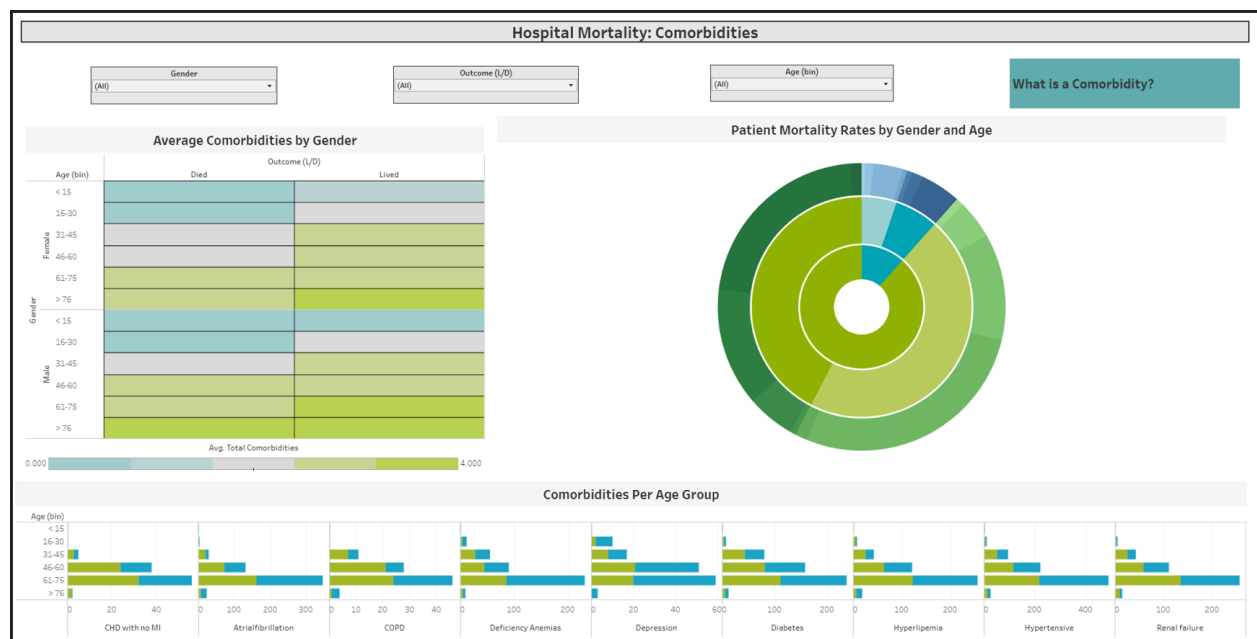 Hospital Mortality: Comorbidities
Gender
(All)
Outcome (L/D)
(All)
Age (bin)
(All)
What is a Comorbidity?
Average Comorbidities by Gender
Outcome (L/D)
Age (bin) Died Lived
Gender
Female
< 15
16-30
31-45
46-60
61-75
> 76
Male
< 15
16-30
31-45
46-60
61-75
> 76
Avg. Total Comorbidities
0.000 4.000
Patient Mortality Rates by Gender and Age
Comorbidities Per Age Group
Age (bin)
< 15
16-30
31-45
46-60
61-75
> 76
0 20 40 0 100 200 300 0 10 20 30 40 0 100 200 0 20 40 60 0 100 200 0 100 200 0 200 400 0 100 200
CHD with no MI Atrialfibrillation COPD Deficiency Anemias Depression Diabetes Hyperlipemia Hypertensive Renal failure